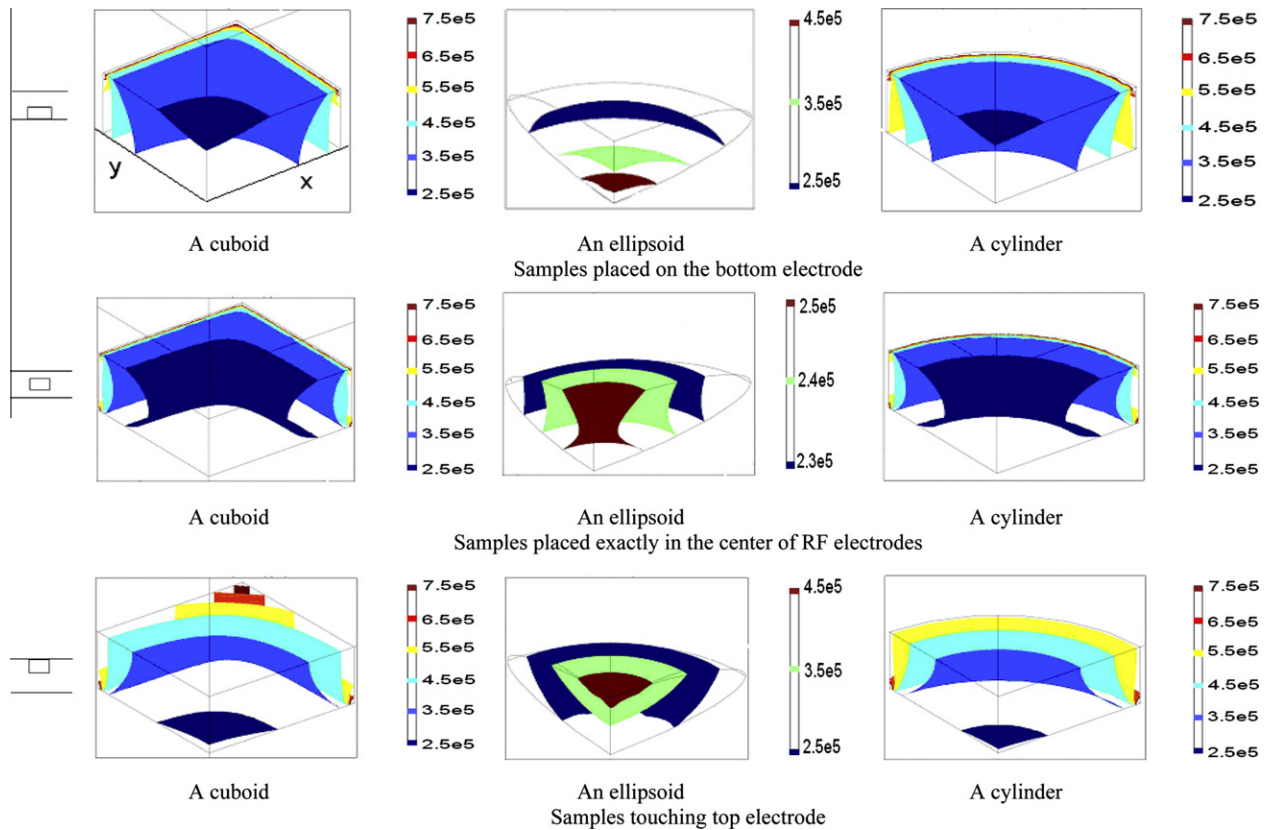 7.5e5
6.5e5
5.5e5
4.5e5
3.5e5
2.5e5
y
x
4.5e5
3.5e5
2.5e5
7.5e5
6.5e5
5.5e5
4.5e5
3.5e5
2.5e5
A cuboid
An ellipsoid
A cylinder
Samples placed on the bottom electrode
7.5e5
6.5e5
5.5e5
4.5e5
3.5e5
2.5e5
2.5e5
2.4e5
2.3e5
7.5e5
6.5e5
5.5e5
4.5e5
3.5e5
2.5e5
A cuboid
An ellipsoid
A cylinder
Samples placed exactly in the center of RF electrodes
7.5e5
6.5e5
5.5e5
4.5e5
3.5e5
2.5e5
4.5e5
3.5e5
2.5e5
7.5e5
6.5e5
5.5e5
4.5e5
3.5e5
2.5e5
A cuboid
An ellipsoid
A cylinder
Samples touching top electrode